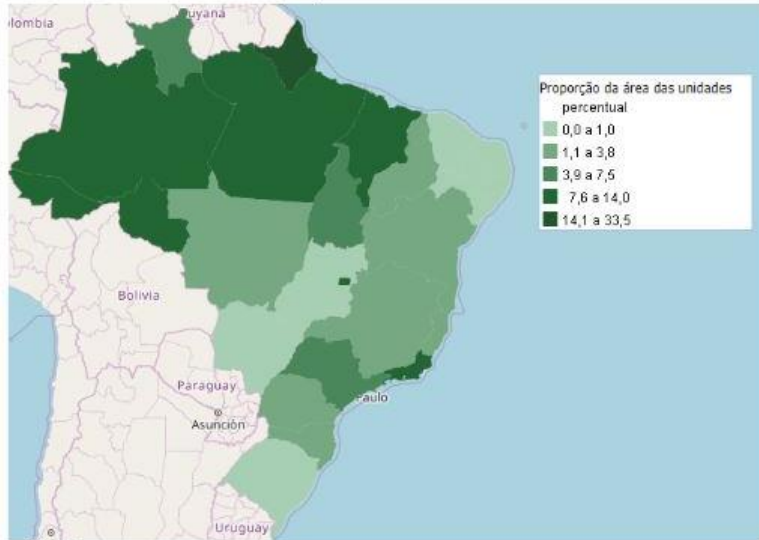 olombia
uyana
Proporção da área das unidades
percentual
0,0 a 1,0
1,1 a 3,8
3,9 a 7,5
7,6 a 14,0
14,1 a 33,5
Bolivia
Paraguay
Paulo
Asunción
Uruguay